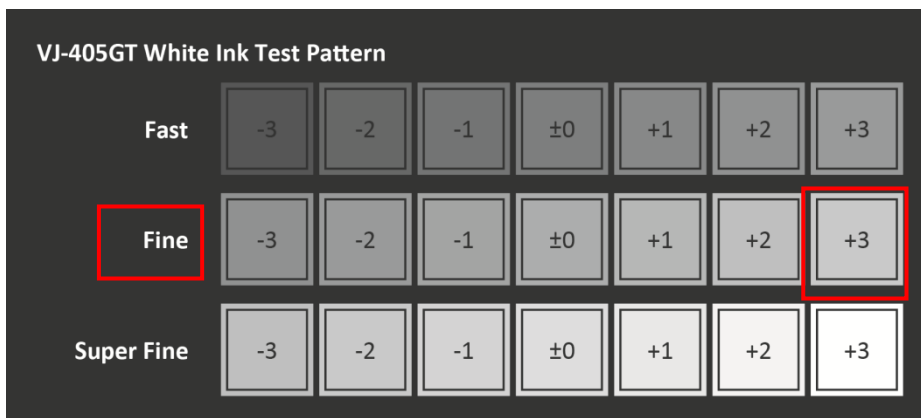 VJ-405GT White Ink Test Pattern
Fast -3 -2 -1 ±0 +1 +2 +3
Fine -3 -2 -1 ±0 +1 +2 +3
Super Fine -3 -2 -1 ±0 +1 +2 +3